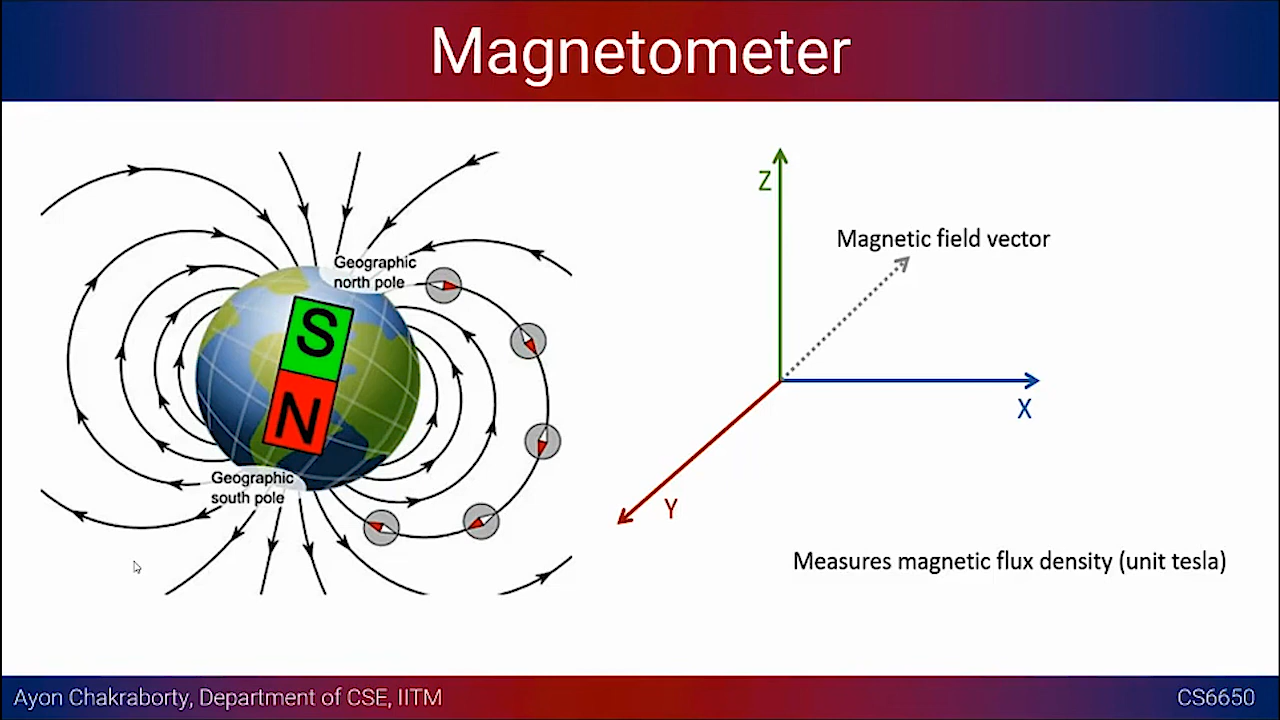 Magnetometer
Geographic
north pole
S
N
Geographic
south pole
Z
Magnetic field vector
X
Y
Measures magnetic flux density (unit tesla)
Ayon Chakraborty, Department of CSE, IITM
CS6650